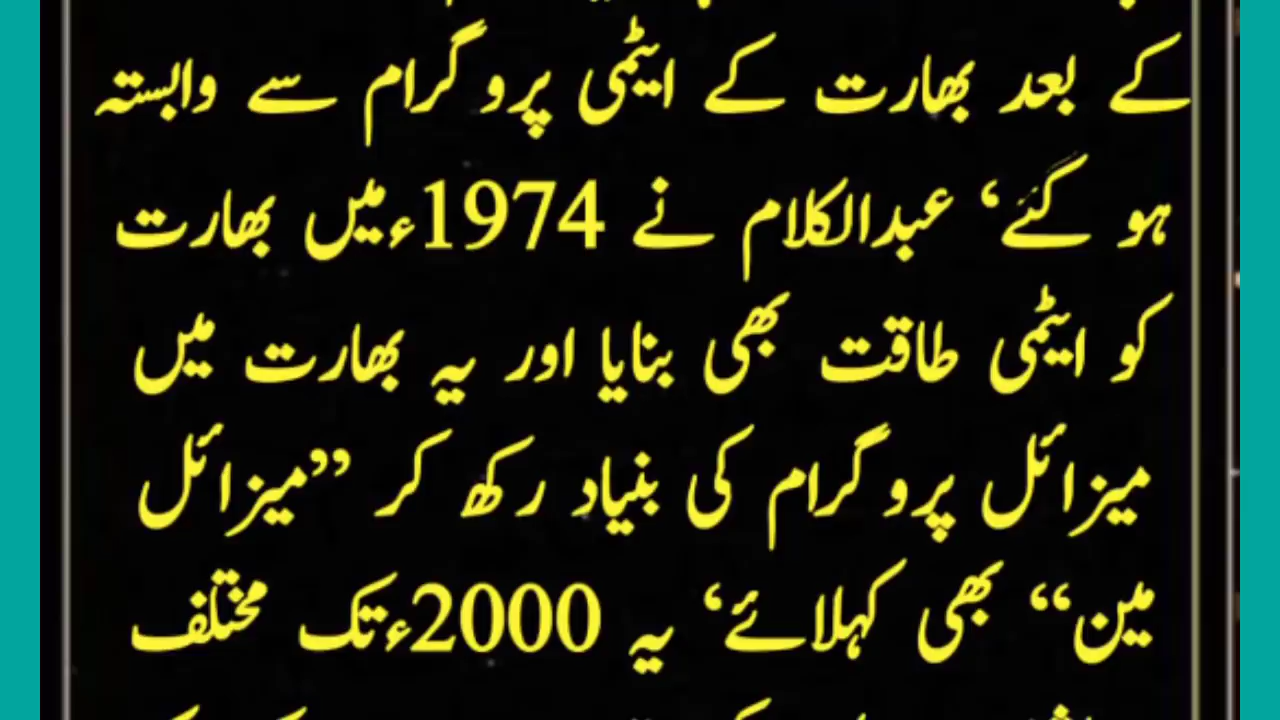 کے بعد بھارت کے ایٹمی پروگرام سے وابستہ
ہو گئے‘ عبدالکلام نے 1974ءمیں بھارت
کو ایٹمی طاقت بھی بنایا اور یہ بھارت میں
میزائل پروگرام کی بنیاد رکھ کر ”میزائل
مین“ بھی کہلائے‘ یہ 2000ءتک مختلف